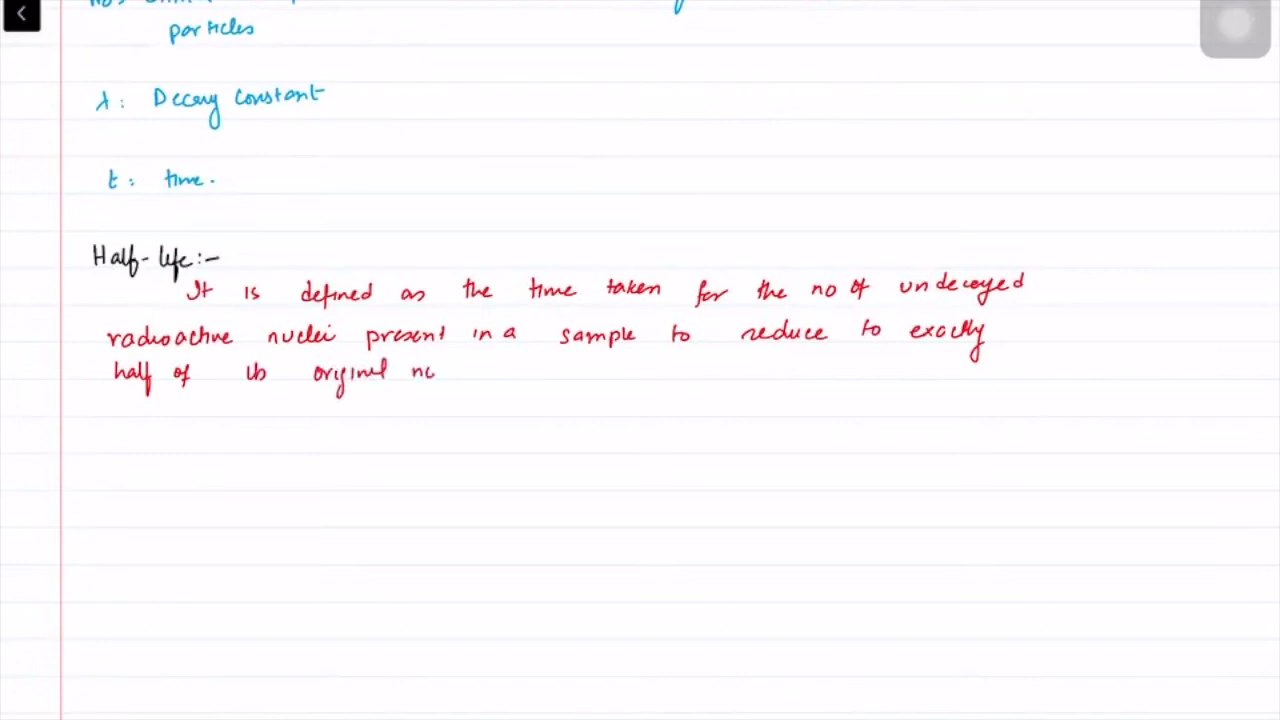 particles
λ: Decay Constant
t: time.
Half-life:-
It is defined as the time taken for the no of undecayed
radioactive nuclei present in a sample to reduce to exactly
half of its original no